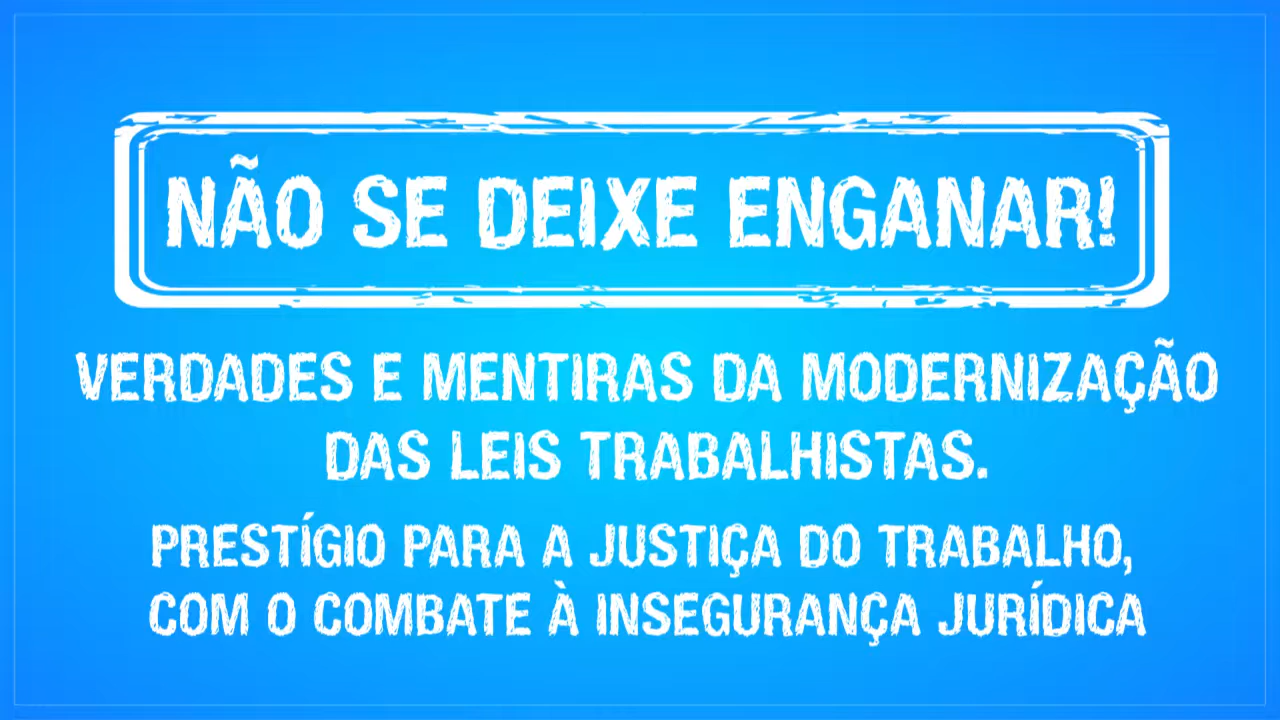 NÃO SE DEIXE ENGANAR!
VERDADES E MENTIRAS DA MODERNIZAÇÃO
DAS LEIS TRABALHISTAS.
PRESTÍGIO PARA A JUSTIÇA DO TRABALHO,
COM O COMBATE À INSEGURANÇA JURÍDICA